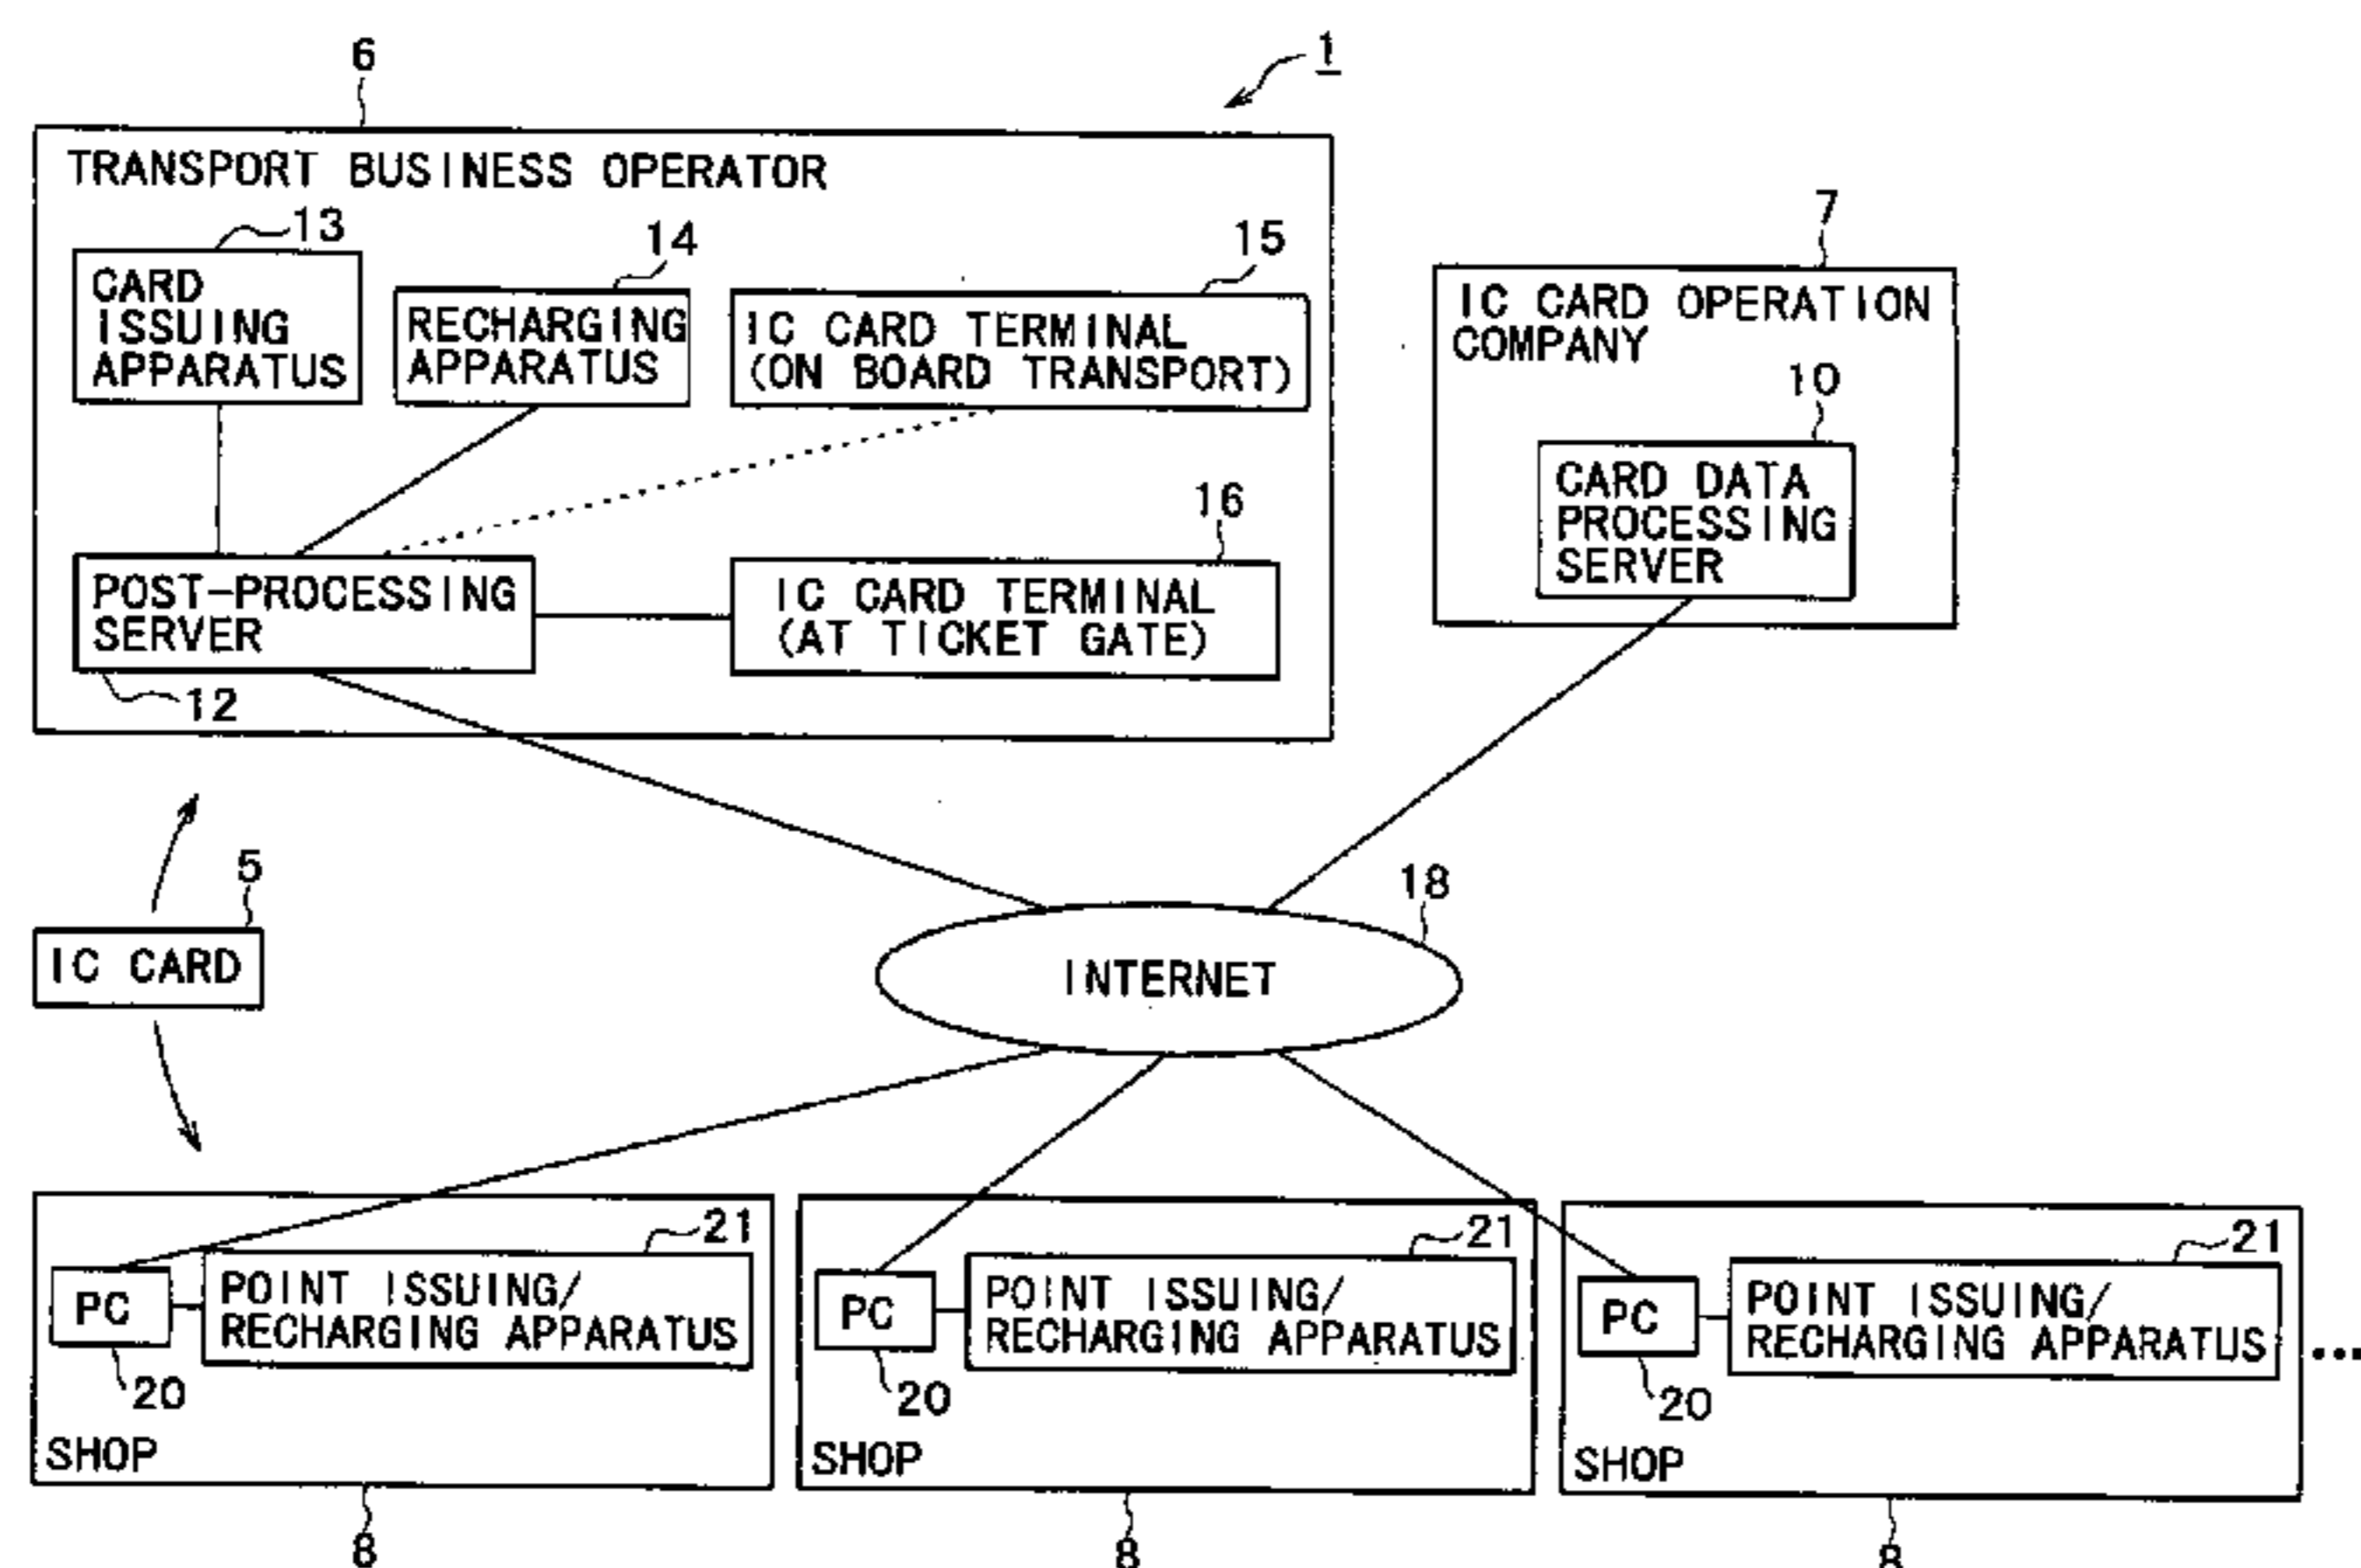 1
6
TRANSPORT BUSINESS OPERATOR
13
CARD
ISSUING
APPARATUS
14
RECHARGING
APPARATUS
15
IC CARD TERMINAL
(ON BOARD TRANSPORT)
POST-PROCESSING
SERVER
12
16
IC CARD TERMINAL
(AT TICKET GATE)
7
IC CARD OPERATION
COMPANY
10
CARD DATA
PROCESSING
SERVER
5
IC CARD
18
INTERNET
21
PC
POINT ISSUING/
RECHARGING APPARATUS
20
SHOP
8
21
PC
POINT ISSUING/
RECHARGING APPARATUS
20
SHOP
8
21
PC
POINT ISSUING/
RECHARGING APPARATUS
...
20
SHOP
8